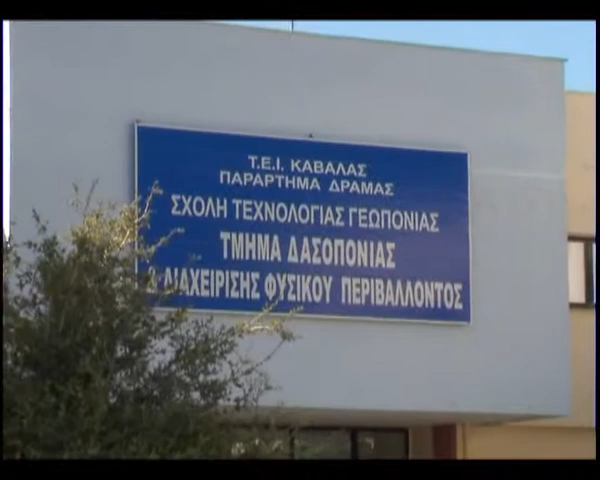 Τ.Ε.Ι. ΚΑΒΑΛΑΣ
ΠΑΡΑΡΤΗΜΑ ΔΡΑΜΑΣ
ΣΧΟΛΗ ΤΕΧΝΟΛΟΓΙΑΣ ΓΕΩΠΟΝΙΑΣ
ΤΜΗΜΑ ΔΑΣΟΠΟΝΙΑΣ
& ΔΙΑΧΕΙΡΙΣΗΣ ΦΥΣΙΚΟΥ ΠΕΡΙΒΑΛΛΟΝΤΟΣ